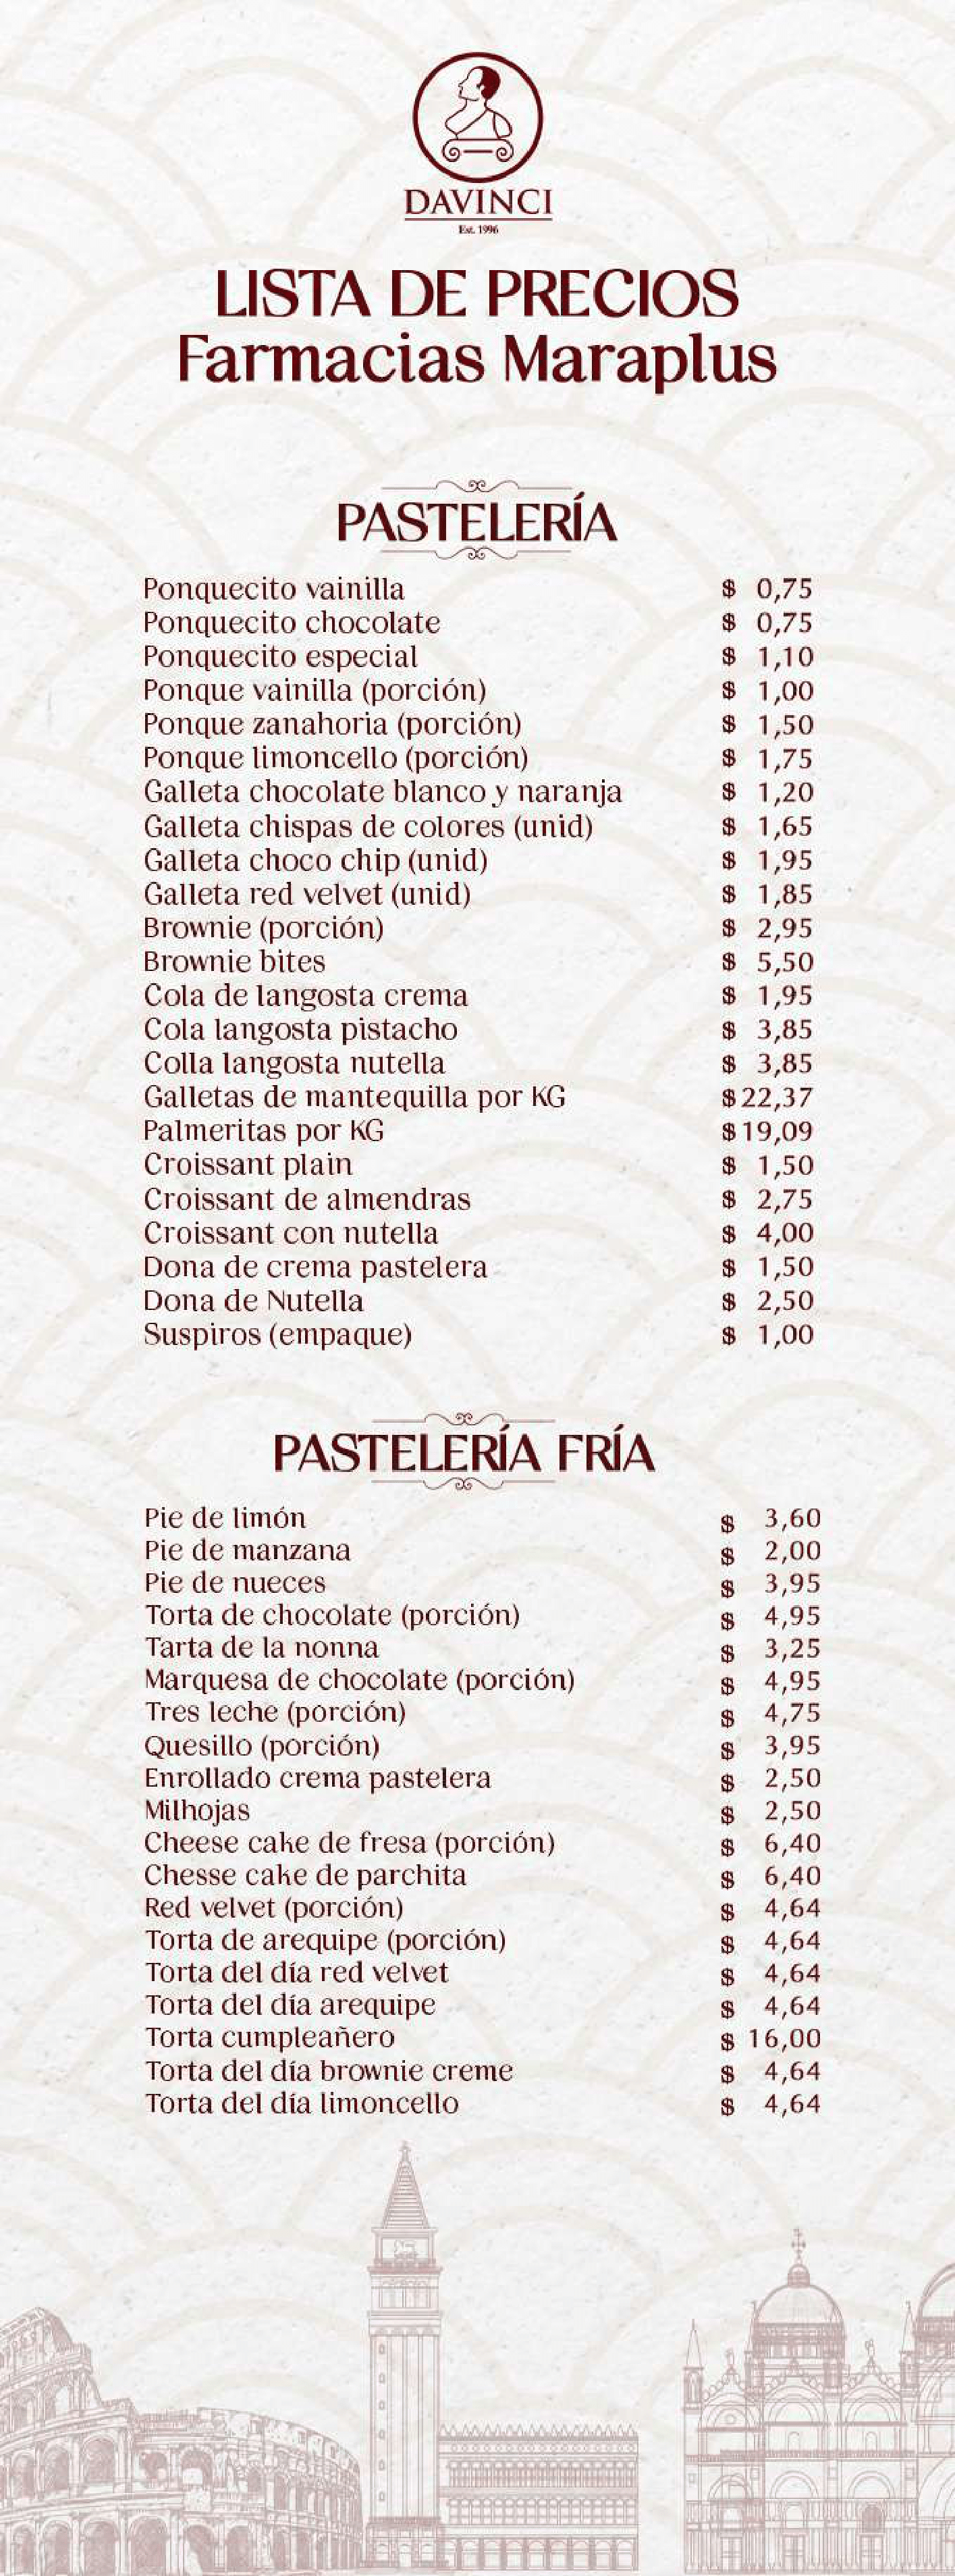 DAVINCI
Est. 1996
LISTA DE PRECIOS
Farmacias Maraplus
PASTELERÍA
Ponquecito vainilla $ 0,75
Ponquecito chocolate $ 0,75
Ponquecito especial $ 1,10
Ponque vainilla (porción) $ 1,00
Ponque zanahoria (porción) $ 1,50
Ponque limoncello (porción) $ 1,75
Galleta chocolate blanco y naranja $ 1,20
Galleta chispas de colores (unid) $ 1,65
Galleta choco chip (unid) $ 1,95
Galleta red velvet (unid) $ 1,85
Brownie (porción) $ 2,95
Brownie bites $ 5,50
Cola de langosta crema $ 1,95
Cola langosta pistacho $ 3,85
Colla langosta nutella $ 3,85
Galletas de mantequilla por KG $ 22,37
Palmeritas por KG $ 19,09
Croissant plain $ 1,50
Croissant de almendras $ 2,75
Croissant con nutella $ 4,00
Dona de crema pastelera $ 1,50
Dona de Nutella $ 2,50
Suspiros (empaque) $ 1,00
PASTELERÍA FRÍA
Pie de limón $ 3,60
Pie de manzana $ 2,00
Pie de nueces $ 3,95
Torta de chocolate (porción) $ 4,95
Tarta de la nonna $ 3,25
Marquesa de chocolate (porción) $ 4,95
Tres leche (porción) $ 4,75
Quesillo (porción) $ 3,95
Enrollado crema pastelera $ 2,50
Milhojas $ 2,50
Cheese cake de fresa (porción) $ 6,40
Chesse cake de parchita $ 6,40
Red velvet (porción) $ 4,64
Torta de arequipe (porción) $ 4,64
Torta del día red velvet $ 4,64
Torta del día arequipe $ 4,64
Torta cumpleañero $ 16,00
Torta del día brownie creme $ 4,64
Torta del día limoncello $ 4,64